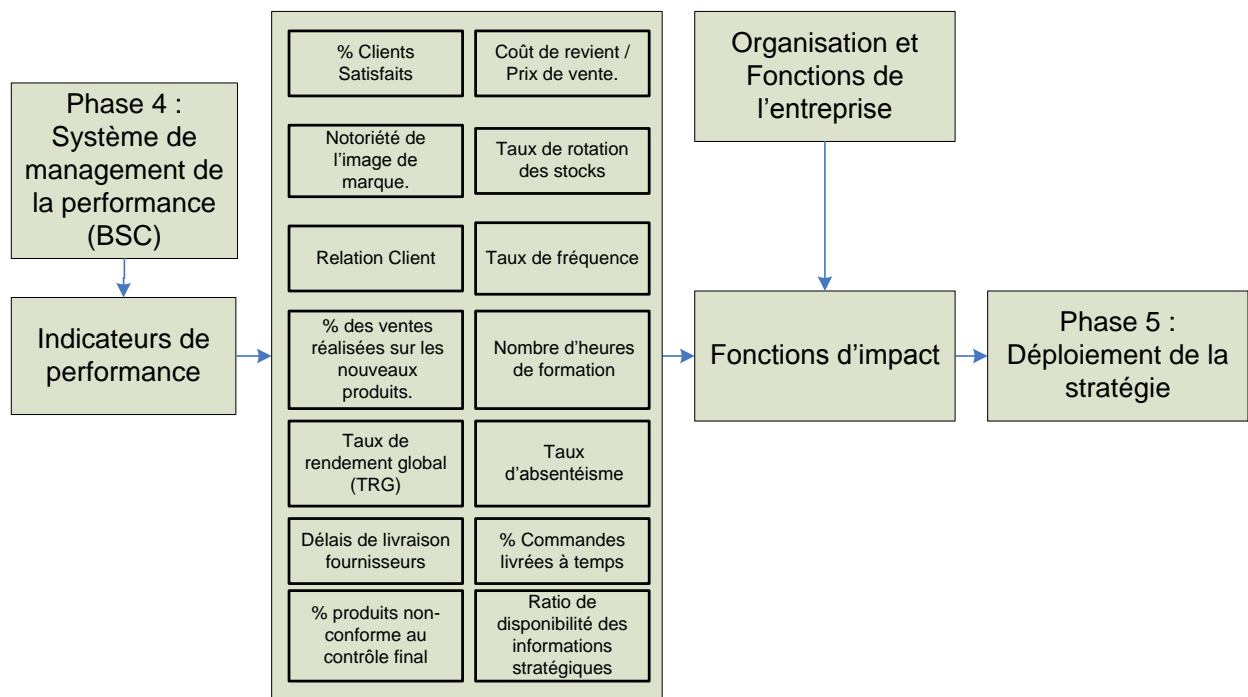 Phase 4 :
Système de
management de
la performance
(BSC)
Indicateurs de
performance
% Clients
Satisfaits
Coût de revient /
Prix de vente.
Notoriété de
l’image de
marque.
Taux de rotation
des stocks
Relation Client
Taux de fréquence
% des ventes
réalisées sur les
nouveaux
produits.
Nombre d’heures
de formation
Taux de
rendement global
(TRG)
Taux
d’absentéisme
Délais de livraison
fournisseurs
% Commandes
livrées à temps
% produits non-
conforme au
contrôle final
Ratio de
disponibilité des
informations
stratégiques
Organisation et
Fonctions de
l’entreprise
Fonctions d’impact
Phase 5 :
Déploiement de la
stratégie